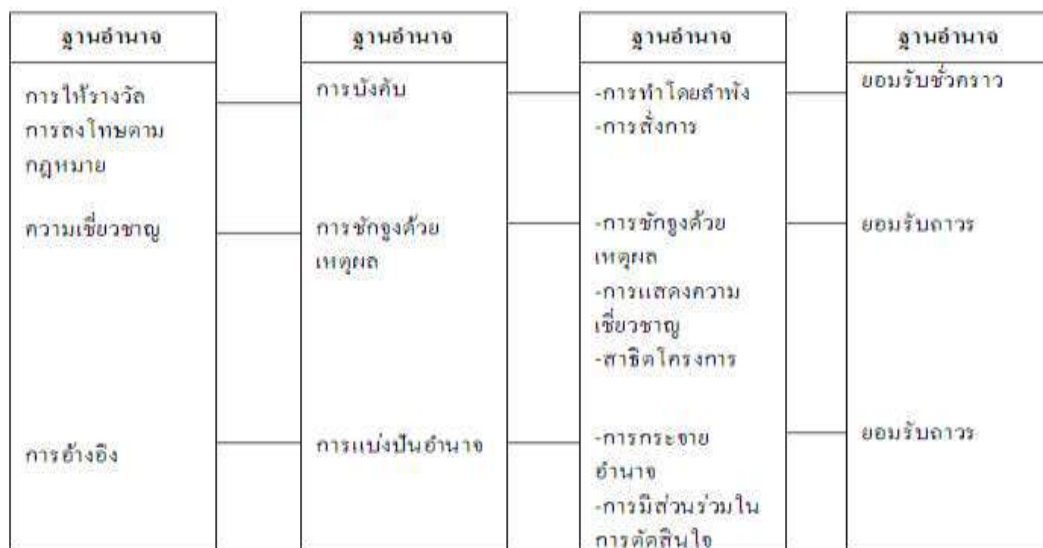 ฐานอำนาจ
การให้รางวัล
การลงโทษตาม
กฎหมาย
ความเชี่ยวชาญ
การอ้างอิง
ฐานอำนาจ
การบังคับ
การชักจูงด้วย
เหตุผล
การแบ่งปันอำนาจ
ฐานอำนาจ
-การทำโดยลำพัง
-การสั่งการ
-การชักจูงด้วย
เหตุผล
-การแสดงความ
เชี่ยวชาญ
-สาธิตโครงการ
-การกระจาย
อำนาจ
-การมีส่วนร่วมใน
การตัดสินใจ
ฐานอำนาจ
ยอมรับชั่วคราว
ยอมรับถาวร
ยอมรับถาวร